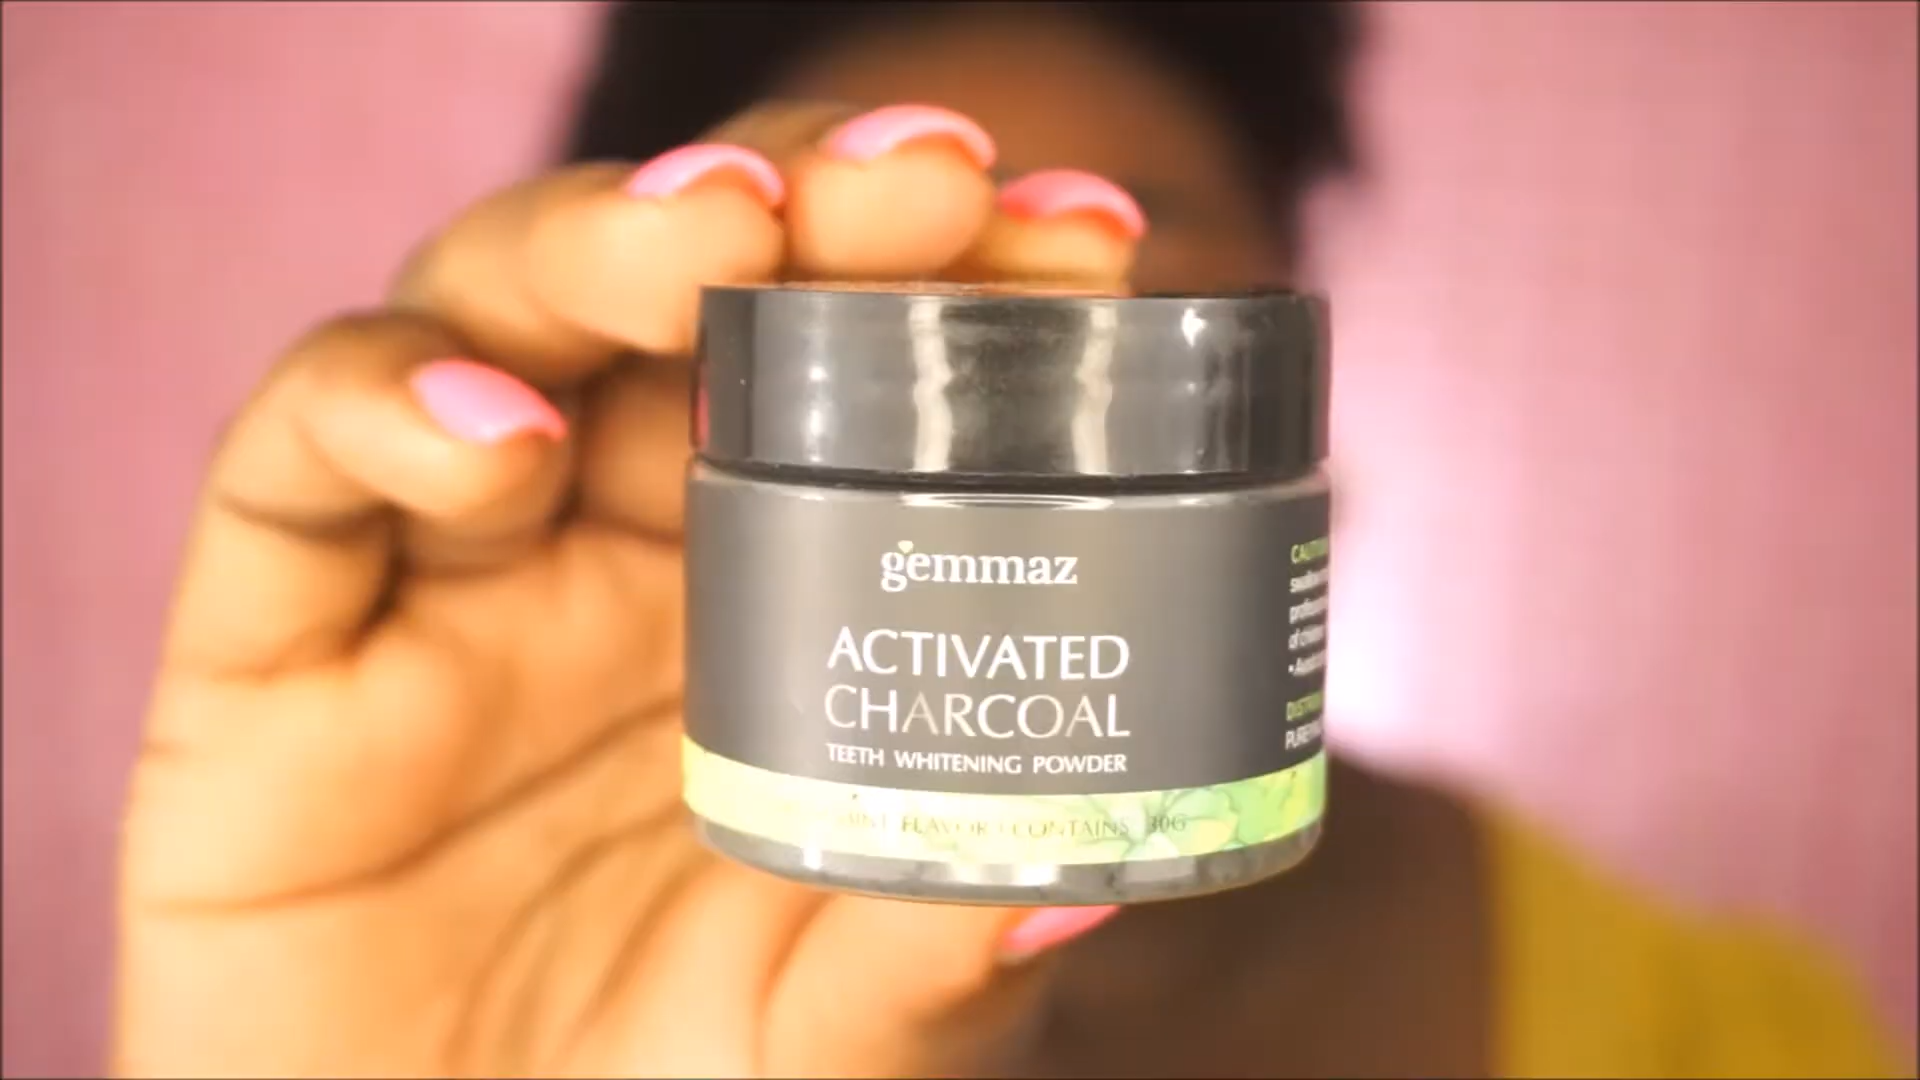 gemmaz
ACTIVATED
CHARCOAL
TEETH WHITENING POWDER
FLAVOR CONTAINS 30G